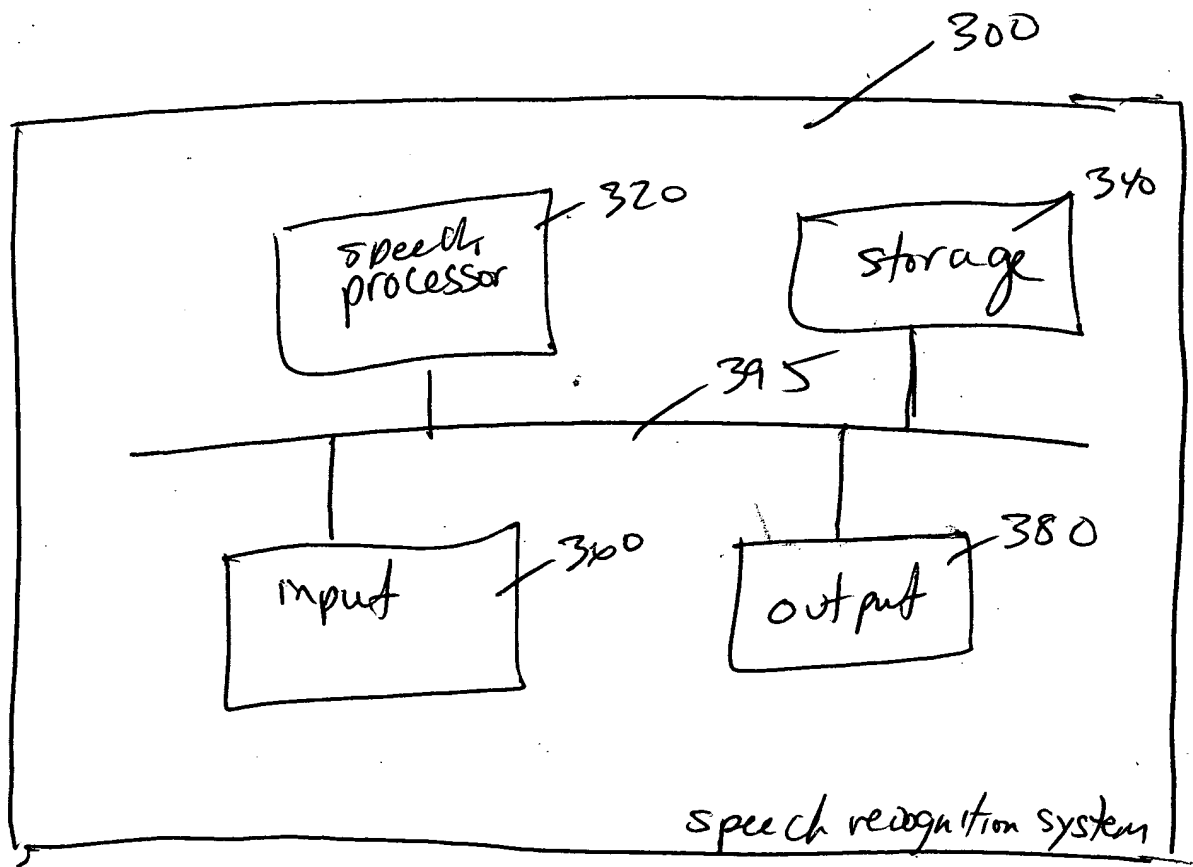 300
320
340
speech
processor
storage
395
360
380
input
output
speech recognition system